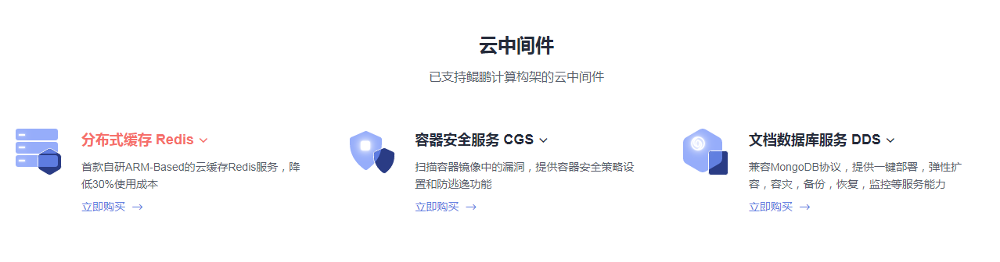 云中间件
已支持鲲鹏计算构架的云中间件
分布式缓存 Redis
首款自研ARM-Based的云缓存Redis服务，降
低30%使用成本
立即购买 →
容器安全服务 CGS
扫描容器镜像中的漏洞，提供容器安全策略设
置和防逃逸功能
立即购买 →
文档数据库服务 DDS
兼容MongoDB协议，提供一键部署，弹性扩
容，容灾，备份，恢复，监控等服务能力
立即购买 →